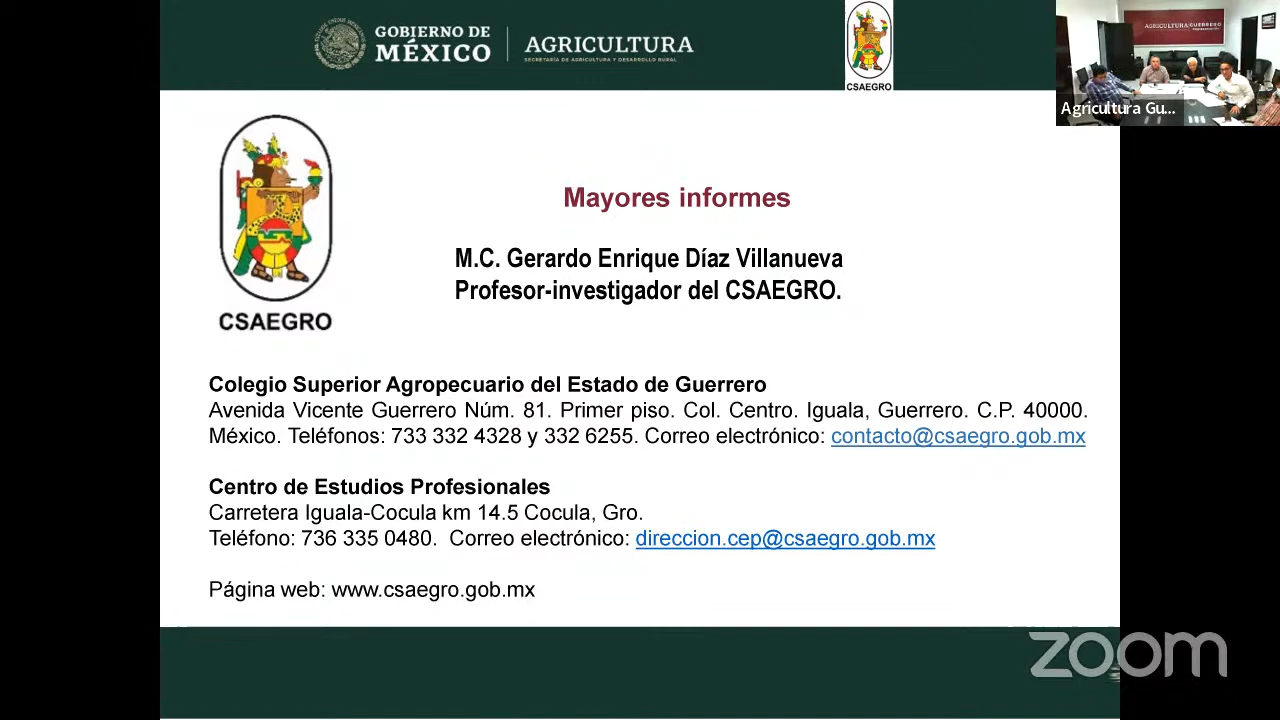 GOBIERNO DE
MÉXICO
AGRICULTURA
SECRETARÍA DE AGRICULTURA Y DESARROLLO RURAL
CSAEGRO
AGRICULTURA GUERRERO
Agricultura Gu...
CSAEGRO
Mayores informes
M.C. Gerardo Enrique Díaz Villanueva
Profesor-investigador del CSAEGRO.
Colegio Superior Agropecuario del Estado de Guerrero
Avenida Vicente Guerrero Núm. 81. Primer piso. Col. Centro. Iguala, Guerrero. C.P. 40000.
México. Teléfonos: 733 332 4328 y 332 6255. Correo electrónico: contacto@csaegro.gob.mx
Centro de Estudios Profesionales
Carretera Iguala-Cocula km 14.5 Cocula, Gro.
Teléfono: 736 335 0480. Correo electrónico: direccion.cep@csaegro.gob.mx
Página web: www.csaegro.gob.mx
zoom